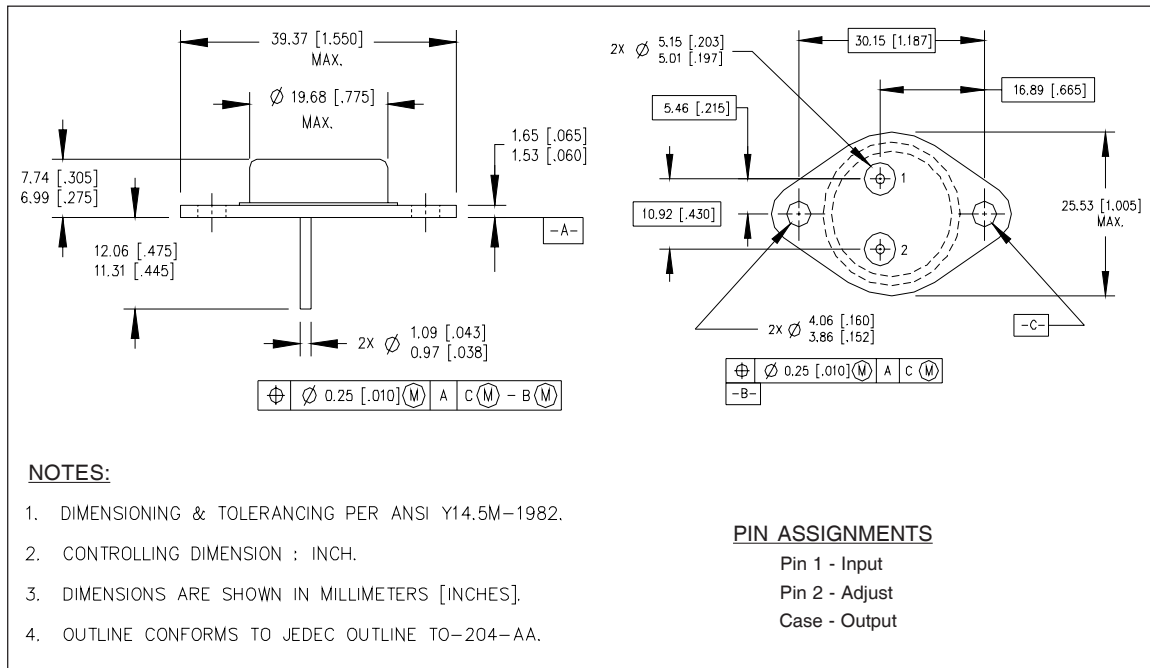 39.37 [1.550]
MAX.
Ø 19.68 [.775]
MAX.
1.65 [.065]
1.53 [.060]
7.74 [.305]
6.99 [.275]
-A-
12.06 [.475]
11.31 [.445]
2X Ø 1.09 [.043]
0.97 [.038]
⌖ Ø 0.25 [.010] Ⓜ A C Ⓜ - B Ⓜ
2X Ø 5.15 [.203]
5.01 [.197]
30.15 [1.187]
16.89 [.665]
5.46 [.215]
1
10.92 [.430]
25.53 [1.005]
MAX.
2
2X Ø 4.06 [.160]
3.86 [.152]
-C-
⌖ Ø 0.25 [.010] Ⓜ A C Ⓜ
-B-
NOTES:
1. DIMENSIONING & TOLERANCING PER ANSI Y14.5M-1982.
2. CONTROLLING DIMENSION : INCH.
3. DIMENSIONS ARE SHOWN IN MILLIMETERS [INCHES].
4. OUTLINE CONFORMS TO JEDEC OUTLINE TO-204-AA.
PIN ASSIGNMENTS
Pin 1 - Input
Pin 2 - Adjust
Case - Output